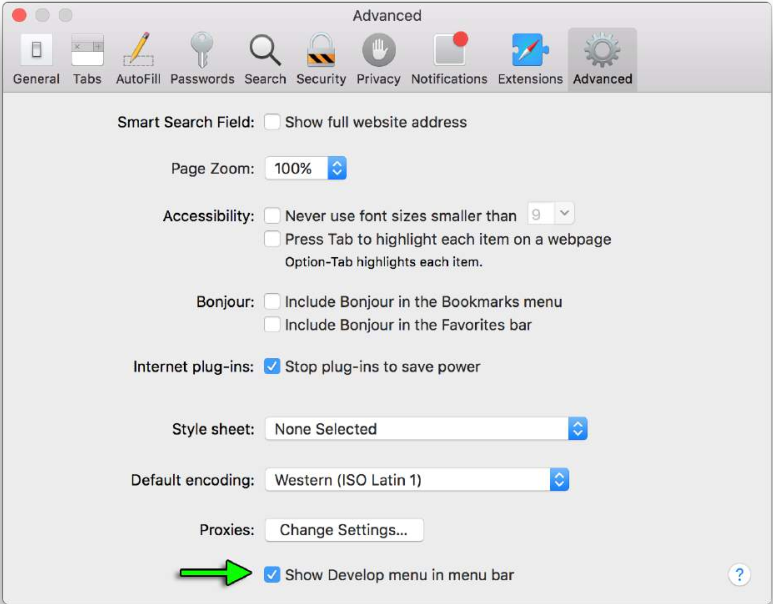 Advanced
General Tabs AutoFill Passwords Search Security Privacy Notifications Extensions Advanced
Smart Search Field: Show full website address
Page Zoom: 100%
Accessibility: Never use font sizes smaller than 9
Press Tab to highlight each item on a webpage
Option-Tab highlights each item.
Bonjour: Include Bonjour in the Bookmarks menu
Include Bonjour in the Favorites bar
Internet plug-ins: Stop plug-ins to save power
Style sheet: None Selected
Default encoding: Western (ISO Latin 1)
Proxies: Change Settings...
Show Develop menu in menu bar ?